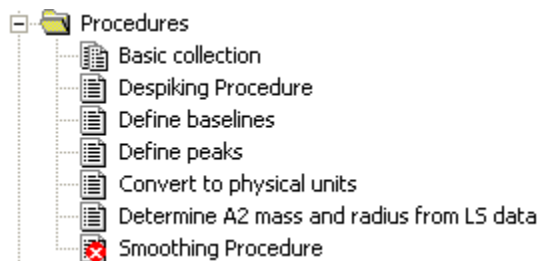 Procedures
Basic collection
Despiking Procedure
Define baselines
Define peaks
Convert to physical units
Determine A2 mass and radius from LS data
Smoothing Procedure